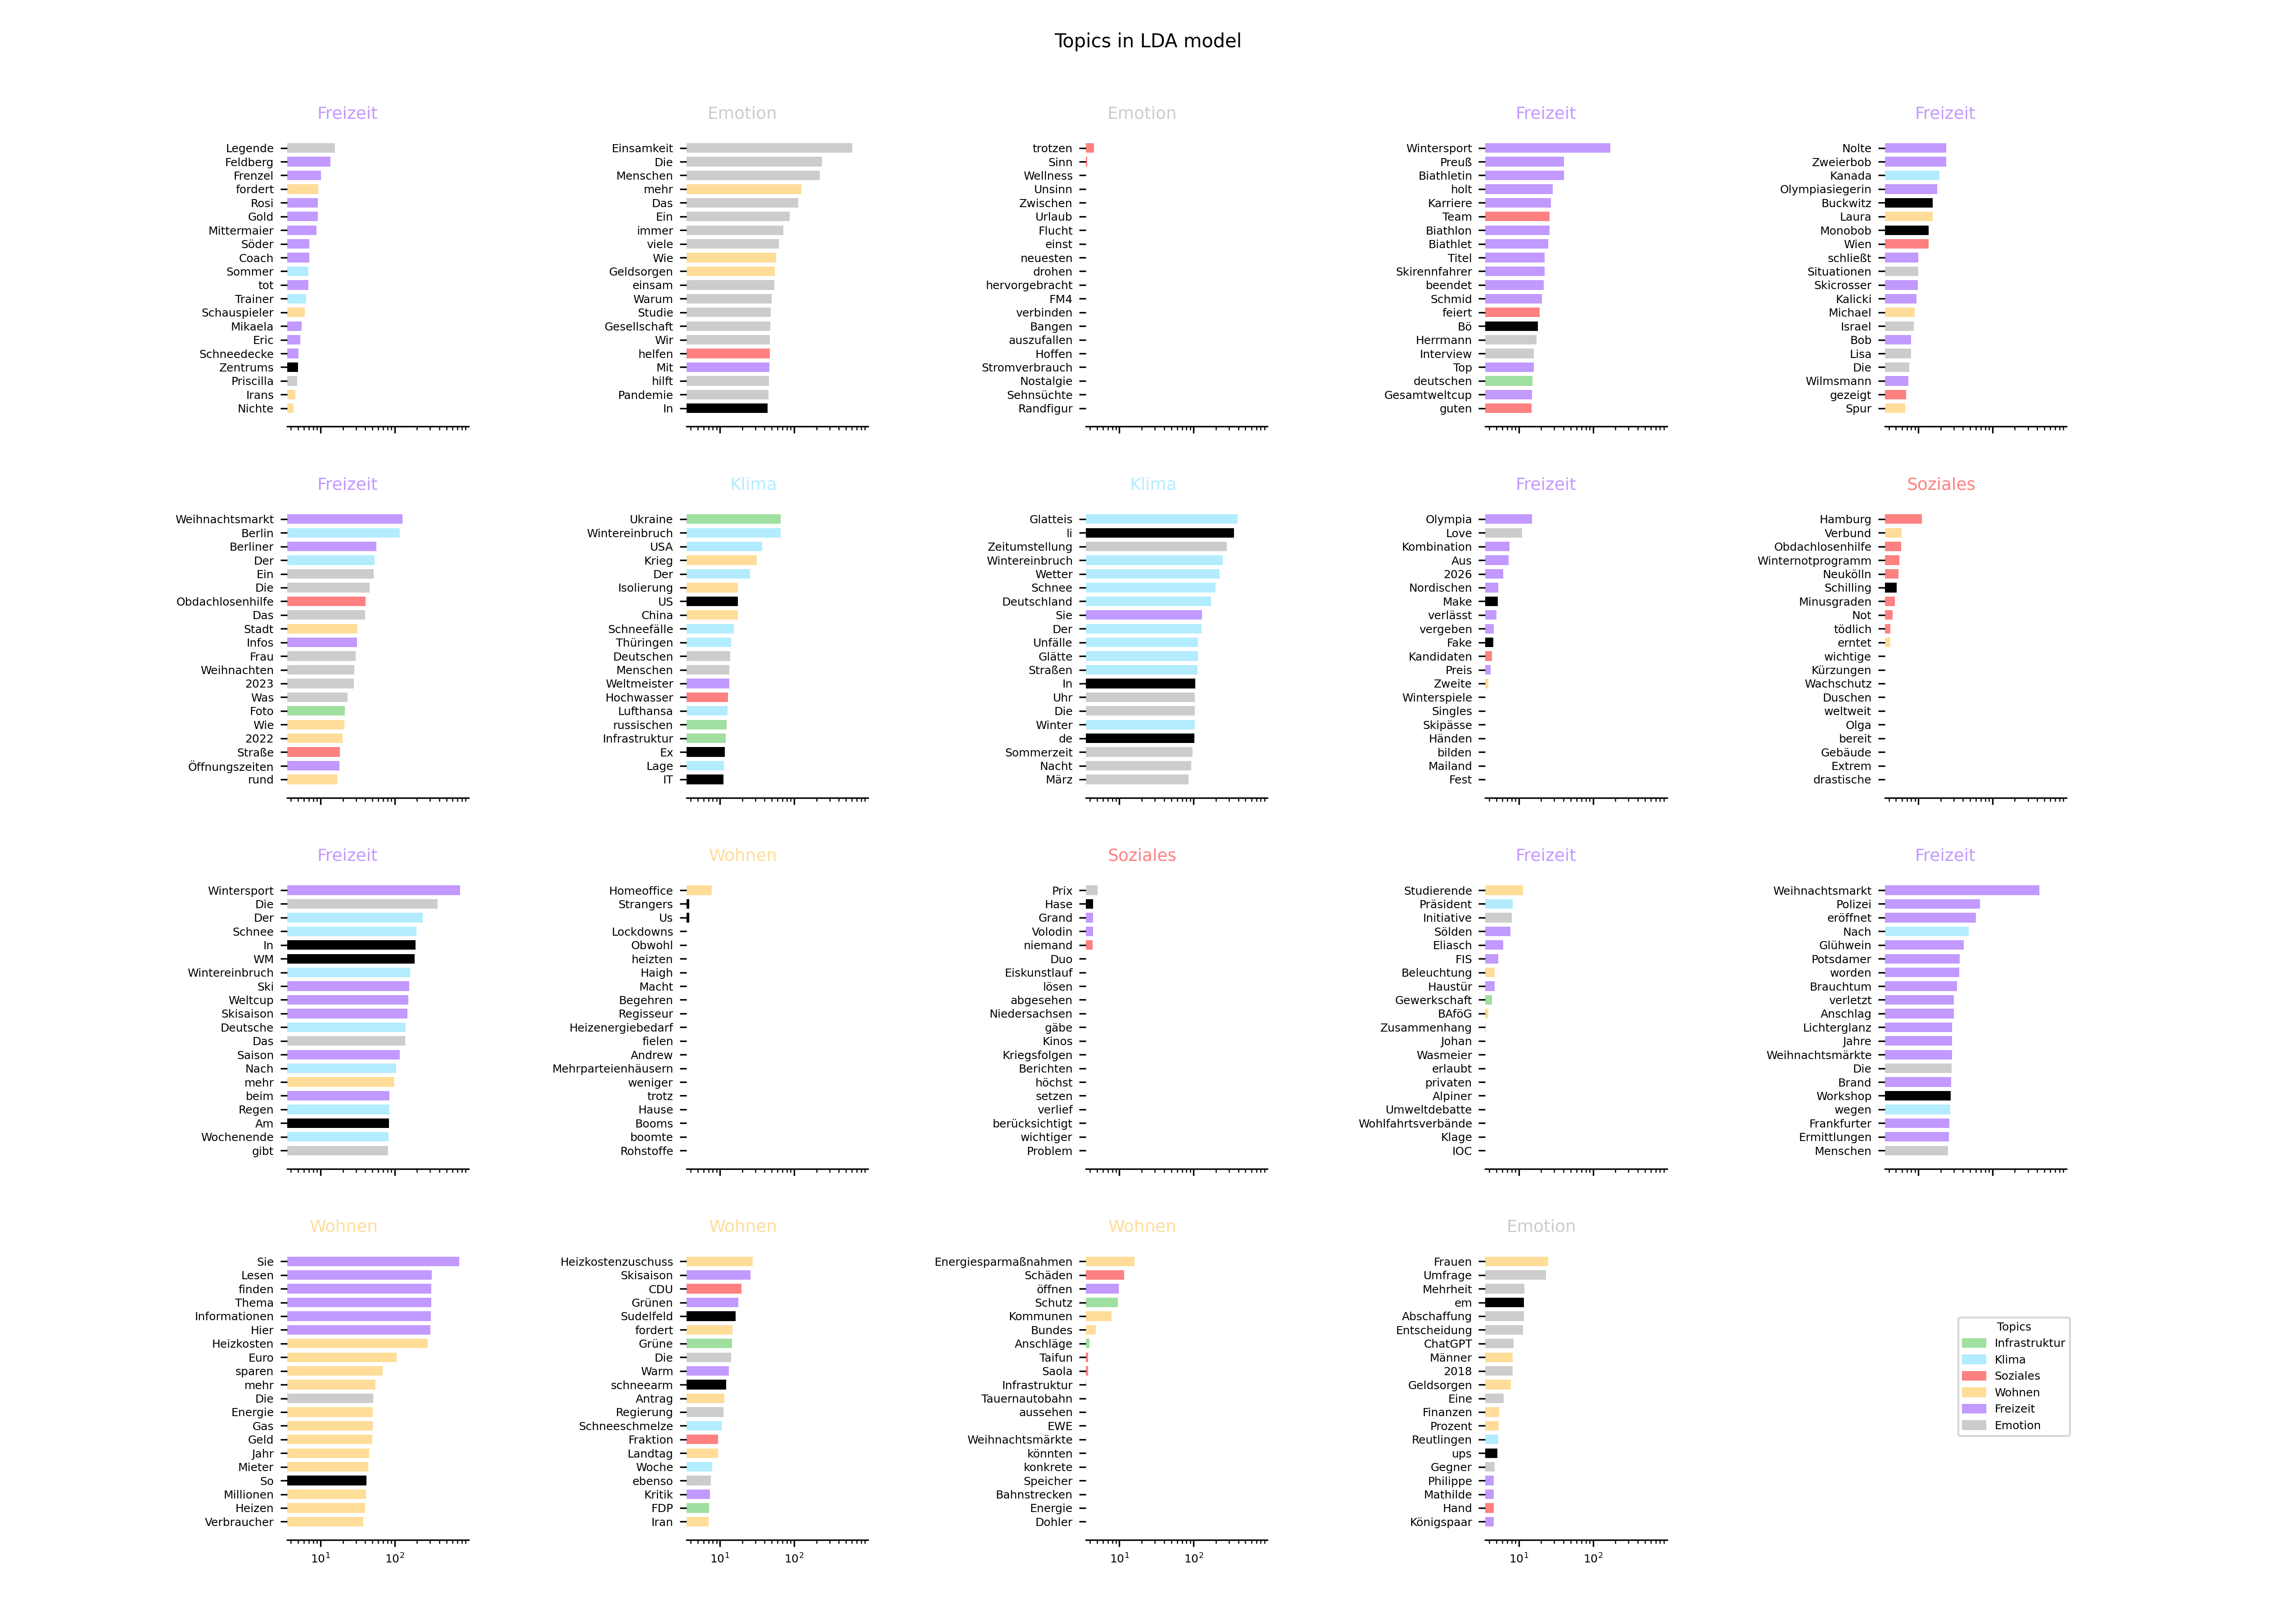 Topics in LDA model
Freizeit
Legende
Feldberg
Frenzel
fordert
Rosi
Gold
Mittermaier
Söder
Coach
Sommer
tot
Trainer
Schauspieler
Mikaela
Eric
Schneedecke
Zentrums
Priscilla
Irans
Nichte
Emotion
Einsamkeit
Die
Menschen
mehr
Das
Ein
immer
viele
Wie
Geldsorgen
einsam
Warum
Studie
Gesellschaft
Wir
helfen
Mit
hilft
Pandemie
In
Emotion
trotzen
Sinn
Wellness
Unsinn
Zwischen
Urlaub
Flucht
einst
neuesten
drohen
hervorgebracht
FM4
verbinden
Bangen
auszufallen
Hoffen
Stromverbrauch
Nostalgie
Sehnsüchte
Randfigur
Freizeit
Wintersport
Preuß
Biathletin
holt
Karriere
Team
Biathlon
Biathlet
Titel
Skirennfahrer
beendet
Schmid
feiert
Bö
Herrmann
Interview
Top
deutschen
Gesamtweltcup
guten
Freizeit
Nolte
Zweierbob
Kanada
Olympiasiegerin
Buckwitz
Laura
Monobob
Wien
schließt
Situationen
Skicrosser
Kalicki
Michael
Israel
Bob
Lisa
Die
Wilmsmann
gezeigt
Spur
Freizeit
Weihnachtsmarkt
Berlin
Berliner
Der
Ein
Die
Obdachlosenhilfe
Das
Stadt
Infos
Frau
Weihnachten
2023
Was
Foto
Wie
2022
Straße
Öffnungszeiten
rund
Klima
Ukraine
Wintereinbruch
USA
Krieg
Der
Isolierung
US
China
Schneefälle
Thüringen
Deutschen
Menschen
Weltmeister
Hochwasser
Lufthansa
russischen
Infrastruktur
Ex
Lage
IT
Klima
Glatteis
li
Zeitumstellung
Wintereinbruch
Wetter
Schnee
Deutschland
Sie
Der
Unfälle
Glätte
Straßen
In
Uhr
Die
Winter
de
Sommerzeit
Nacht
März
Freizeit
Olympia
Love
Kombination
Aus
2026
Nordischen
Make
verlässt
vergeben
Fake
Kandidaten
Preis
Zweite
Winterspiele
Singles
Skipässe
Händen
bilden
Mailand
Fest
Soziales
Hamburg
Verbund
Obdachlosenhilfe
Winternotprogramm
Neukölln
Schilling
Minusgraden
Not
tödlich
erntet
wichtige
Kürzungen
Wachschutz
Duschen
weltweit
Olga
bereit
Gebäude
Extrem
drastische
Freizeit
Wintersport
Die
Der
Schnee
In
WM
Wintereinbruch
Ski
Weltcup
Skisaison
Deutsche
Das
Saison
Nach
mehr
beim
Regen
Am
Wochenende
gibt
Wohnen
Homeoffice
Strangers
Us
Lockdowns
Obwohl
heizten
Haigh
Macht
Begehren
Regisseur
Heizenergiebedarf
fielen
Andrew
Mehrparteienhäusern
weniger
trotz
Hause
Booms
boomte
Rohstoffe
Soziales
Prix
Hase
Grand
Volodin
niemand
Duo
Eiskunstlauf
lösen
abgesehen
Niedersachsen
gäbe
Kinos
Kriegsfolgen
Berichten
höchst
setzen
verlief
berücksichtigt
wichtiger
Problem
Freizeit
Studierende
Präsident
Initiative
Sölden
Eliasch
FIS
Beleuchtung
Haustür
Gewerkschaft
BAföG
Zusammenhang
Johan
Wasmeier
erlaubt
privaten
Alpiner
Umweltdebatte
Wohlfahrtsverbände
Klage
IOC
Freizeit
Weihnachtsmarkt
Polizei
eröffnet
Nach
Glühwein
Potsdamer
worden
Brauchtum
verletzt
Anschlag
Lichterglanz
Jahre
Weihnachtsmärkte
Die
Brand
Workshop
wegen
Frankfurter
Ermittlungen
Menschen
Wohnen
Sie
Lesen
finden
Thema
Informationen
Hier
Heizkosten
Euro
sparen
mehr
Die
Energie
Gas
Geld
Jahr
Mieter
So
Millionen
Heizen
Verbraucher
10¹ 10²
Wohnen
Heizkostenzuschuss
Skisaison
CDU
Grünen
Sudelfeld
fordert
Grüne
Die
Warm
schneearm
Antrag
Regierung
Schneeschmelze
Fraktion
Landtag
Woche
ebenso
Kritik
FDP
Iran
10¹ 10²
Wohnen
Energiesparmaßnahmen
Schäden
öffnen
Schutz
Kommunen
Bundes
Anschläge
Taifun
Saola
Infrastruktur
Tauernautobahn
aussehen
EWE
Weihnachtsmärkte
könnten
konkrete
Speicher
Bahnstrecken
Energie
Dohler
10¹ 10²
Emotion
Frauen
Umfrage
Mehrheit
em
Abschaffung
Entscheidung
ChatGPT
Männer
2018
Geldsorgen
Eine
Finanzen
Prozent
Reutlingen
ups
Gegner
Philippe
Mathilde
Hand
Königspaar
10¹ 10²
Topics
Infrastruktur
Klima
Soziales
Wohnen
Freizeit
Emotion